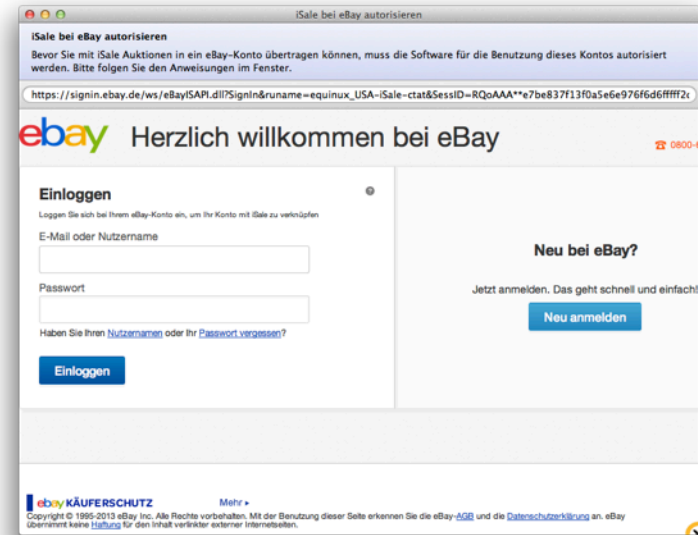 iSale bei eBay autorisieren
iSale bei eBay autorisieren
Bevor Sie mit iSale Auktionen in ein eBay-Konto übertragen können, muss die Software für die Benutzung dieses Kontos autorisiert
werden. Bitte folgen Sie den Anweisungen im Fenster.
https://signin.ebay.de/ws/eBayISAPI.dll?SignIn&runame=equinux_USA-iSale-ctat&SessID=RQoAAA**e7be837f13f0a5e6e976f6d6fffff2c
ebay Herzlich willkommen bei eBay
0800-
Einloggen
Loggen Sie sich bei Ihrem eBay-Konto ein, um Ihr Konto mit iSale zu verknüpfen
E-Mail oder Nutzername
Passwort
Haben Sie Ihren Nutzernamen oder Ihr Passwort vergessen?
Einloggen
Neu bei eBay?
Jetzt anmelden. Das geht schnell und einfach!
Neu anmelden
ebay KÄUFERSCHUTZ Mehr
Copyright © 1995-2013 eBay Inc. Alle Rechte vorbehalten. Mit der Benutzung dieser Seite erkennen Sie die eBay-AGB und die Datenschutzerklärung an. eBay
übernimmt keine Haftung für den Inhalt verlinkter externer Internetseiten.